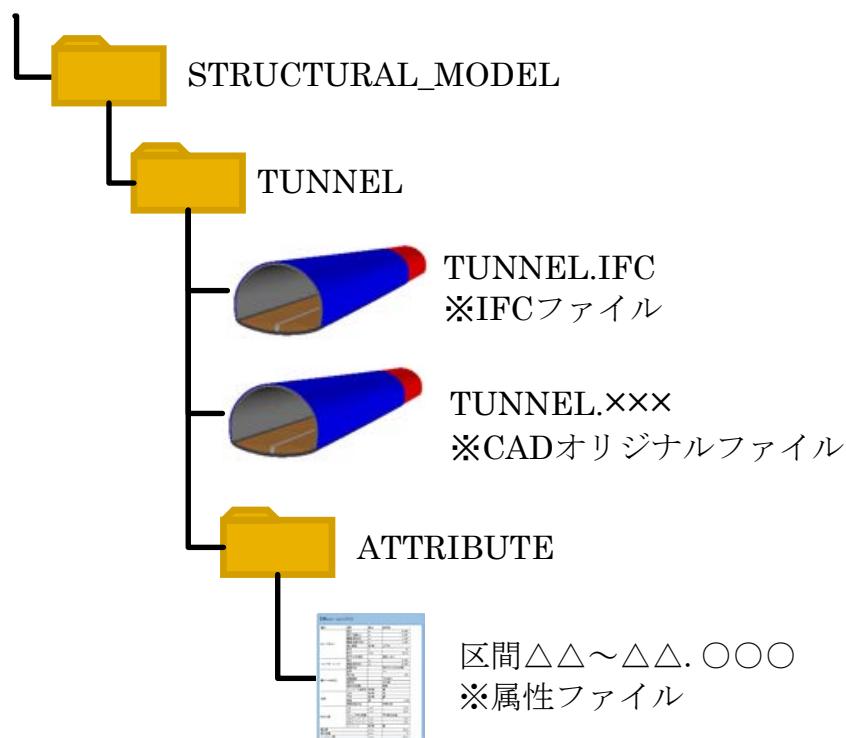 STRUCTURAL_MODEL
TUNNEL
TUNNEL.IFC
※IFCファイル
TUNNEL.×××
※CADオリジナルファイル
ATTRIBUTE
区間△△~△△.○○○
※属性ファイル